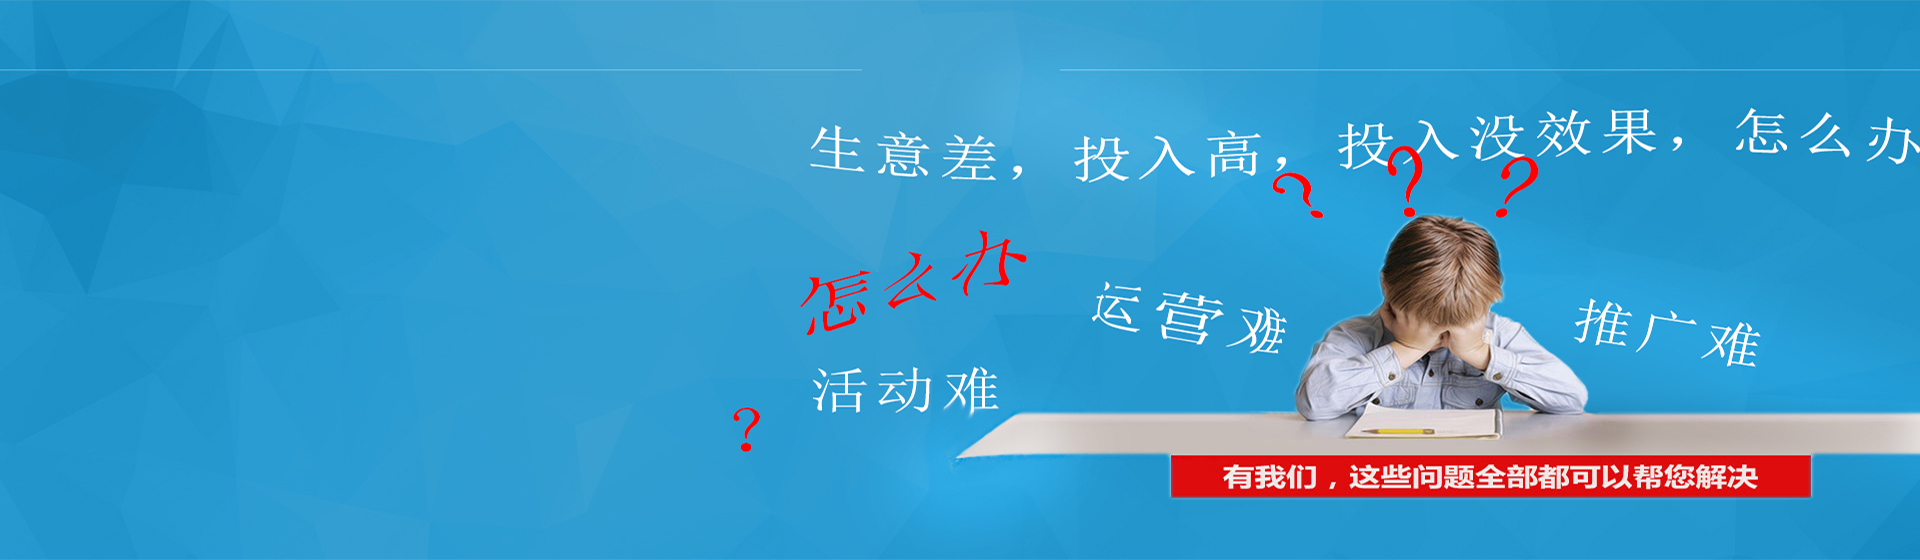 生意差，投入高，投入没效果，怎么办
? ? ?
怎么办
运营难
推广难
活动难
?
有我们，这些问题全部都可以帮您解决